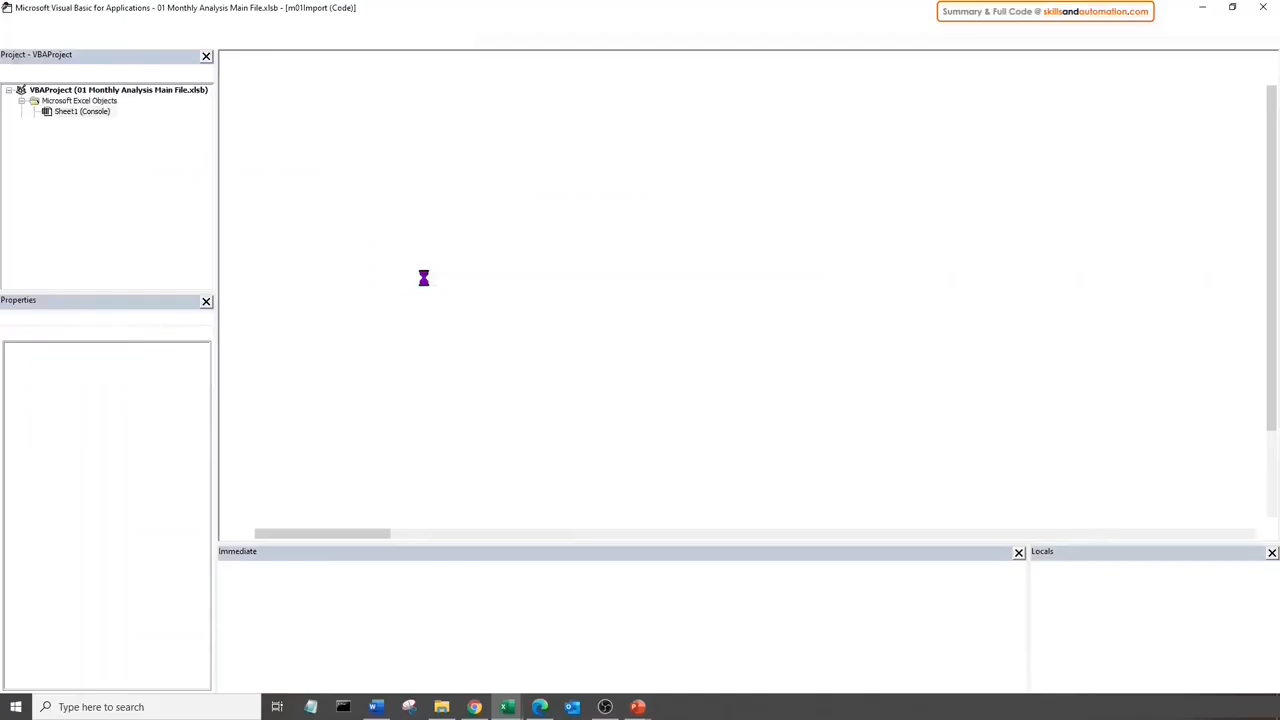 Microsoft Visual Basic for Applications - 01 Monthly Analysis Main File.xlsb - [m01Import (Code)]
Summary & Full Code @ skillsandautomation.com
Project - VBAProject
VBAProject (01 Monthly Analysis Main File.xlsb)
Microsoft Excel Objects
Sheet1 (Console)
Properties
Immediate
Locals
Type here to search